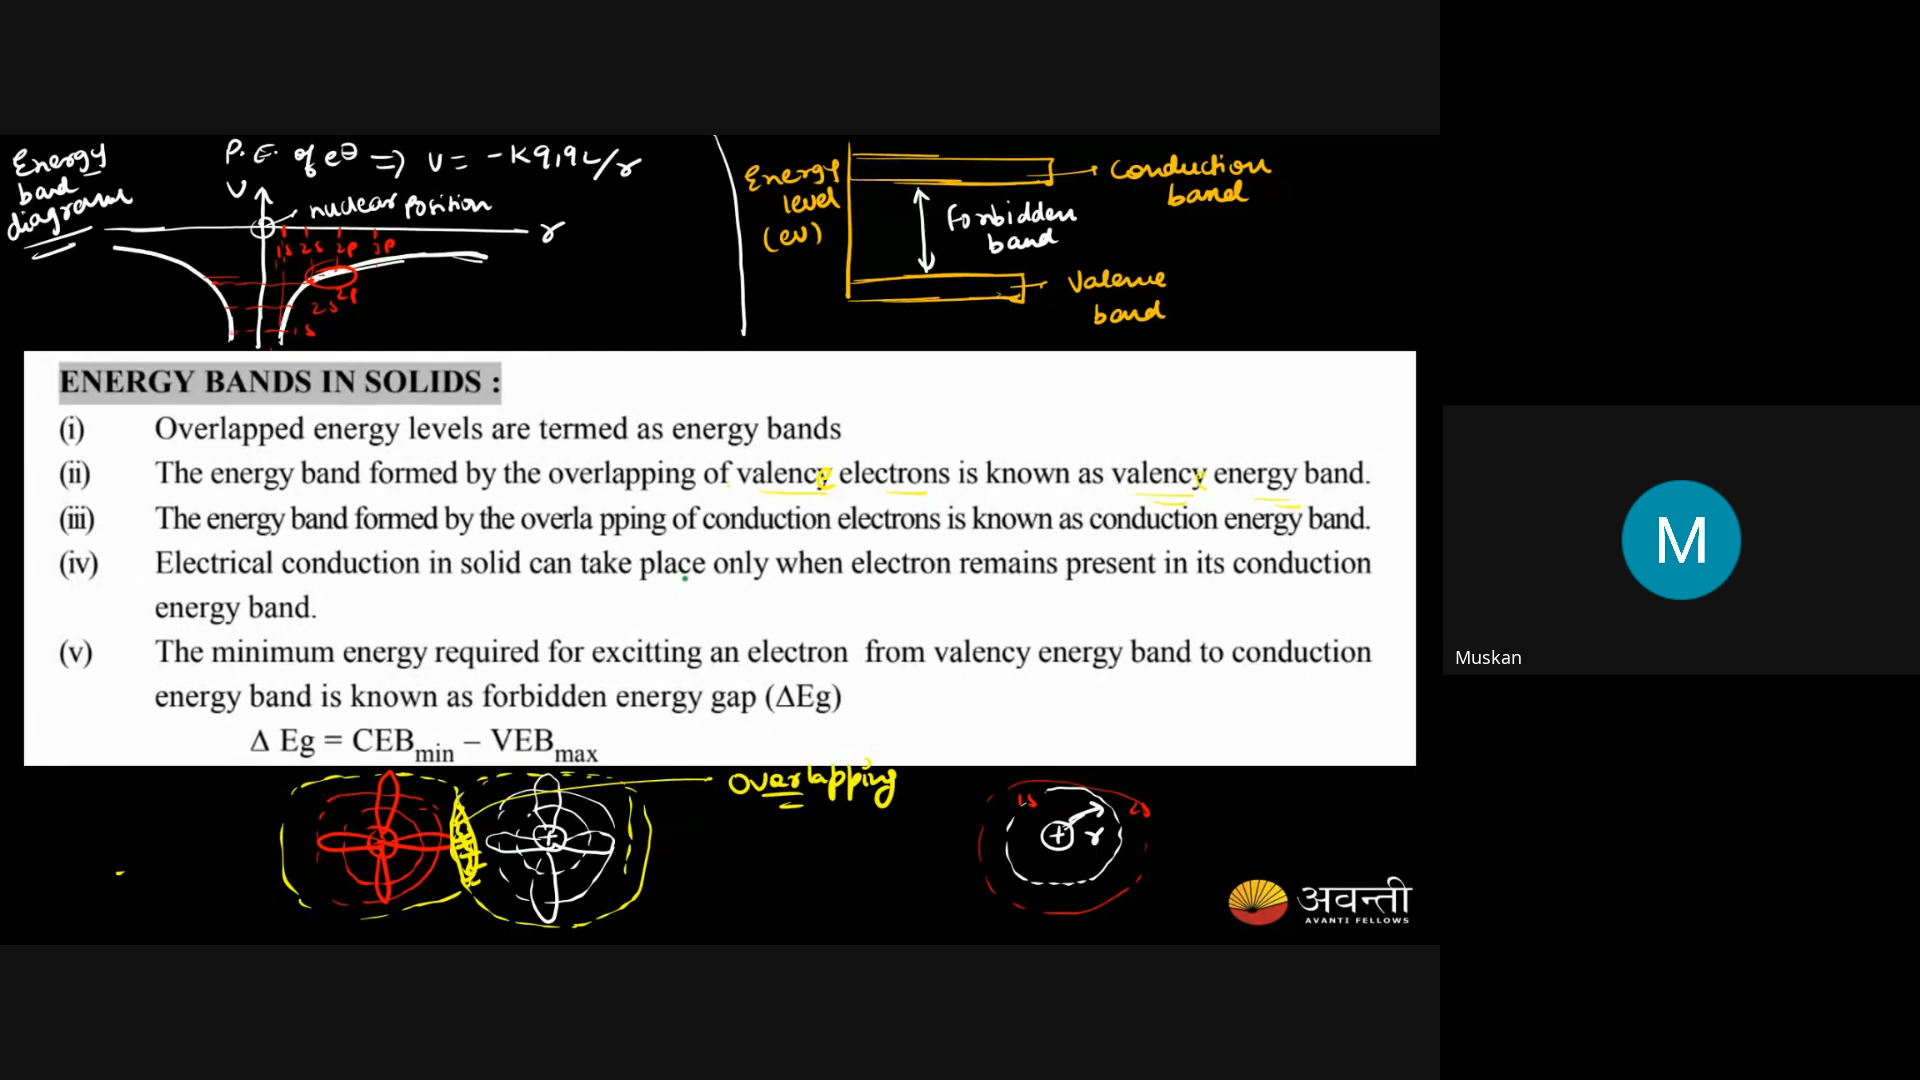 Energy
band
diagram
P.E. of e⊖ => U = -Kq1q2/r
U
nuclear position
r
1s 2s 2p 3p
2s 2p
1s
Energy
level
(eV)
Conduction
band
Forbidden
band
Valence
band
ENERGY BANDS IN SOLIDS :
(i) Overlapped energy levels are termed as energy bands
(ii) The energy band formed by the overlapping of valency electrons is known as valency energy band.
(iii) The energy band formed by the overla pping of conduction electrons is known as conduction energy band.
(iv) Electrical conduction in solid can take place only when electron remains present in its conduction
energy band.
(v) The minimum energy required for excitting an electron from valency energy band to conduction
energy band is known as forbidden energy gap (ΔEg)
Δ Eg = CEBmin – VEBmax
Overlapping
1s
2s
+ r
+
अवन्ती
AVANTI FELLOWS
M
Muskan